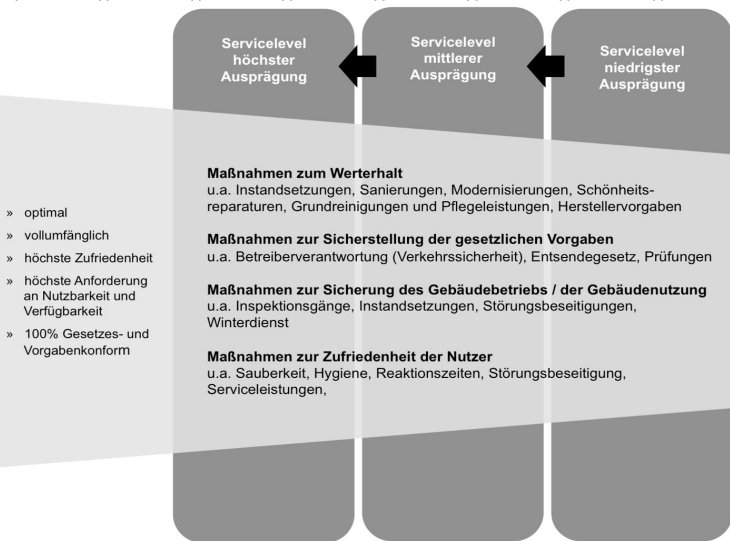 Servicelevel
höchster
Ausprägung
Servicelevel
mittlerer
Ausprägung
Servicelevel
niedrigster
Ausprägung
» optimal
» vollumfänglich
» höchste Zufriedenheit
» höchste Anforderung
an Nutzbarkeit und
Verfügbarkeit
» 100% Gesetzes- und
Vorgabenkonform
Maßnahmen zum Werterhalt
u.a. Instandsetzungen, Sanierungen, Modernisierungen, Schönheits-
reparaturen, Grundreinigungen und Pflegeleistungen, Herstellervorgaben
Maßnahmen zur Sicherstellung der gesetzlichen Vorgaben
u.a. Betreiberverantwortung (Verkehrssicherheit), Entsendegesetz, Prüfungen
Maßnahmen zur Sicherung des Gebäudebetriebs / der Gebäudenutzung
u.a. Inspektionsgänge, Instandsetzungen, Störungsbeseitigungen,
Winterdienst
Maßnahmen zur Zufriedenheit der Nutzer
u.a. Sauberkeit, Hygiene, Reaktionszeiten, Störungsbeseitigung,
Serviceleistungen,